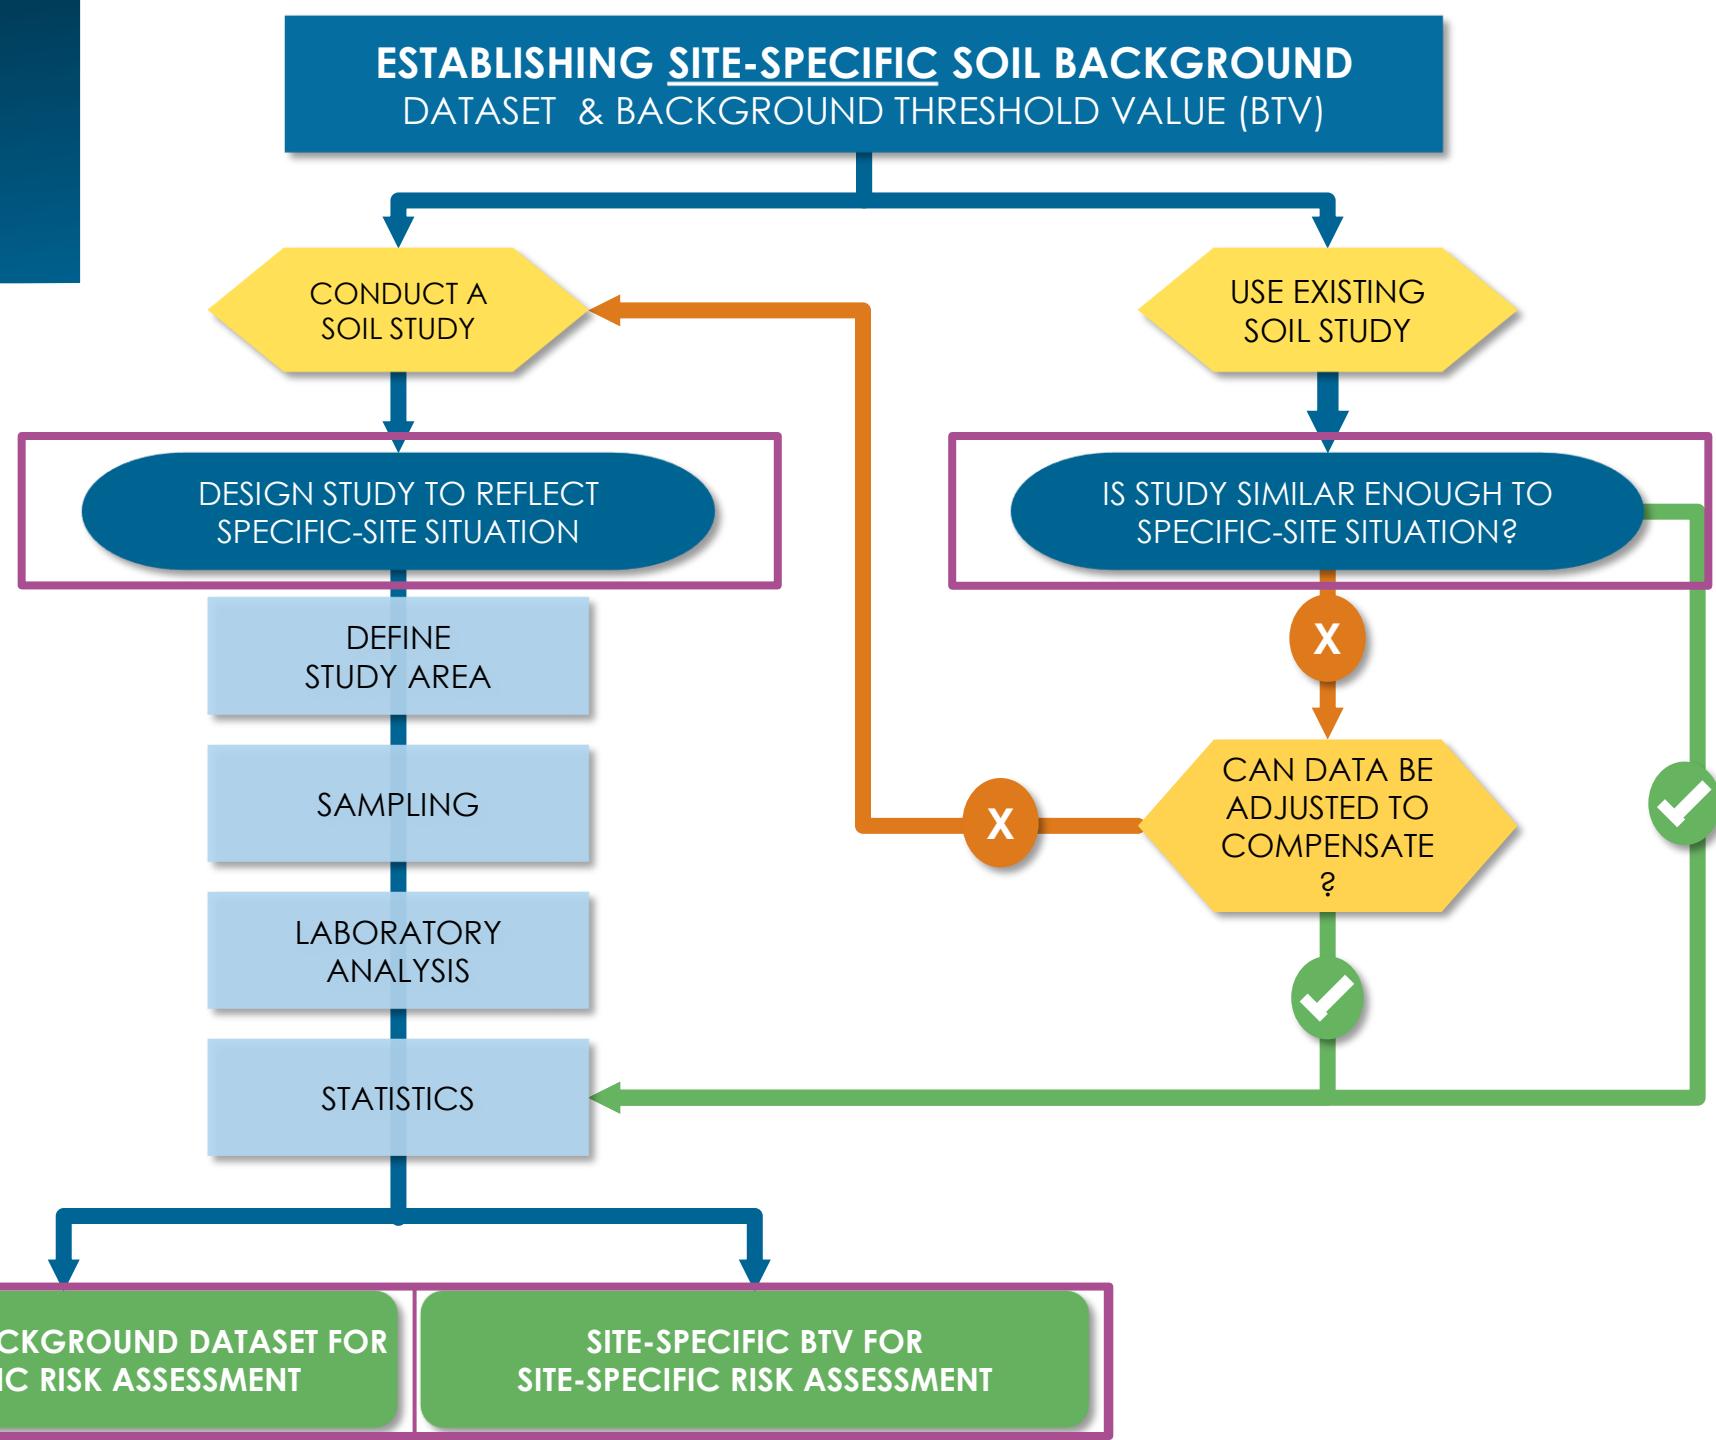 ESTABLISHING SITE-SPECIFIC SOIL BACKGROUND
DATASET & BACKGROUND THRESHOLD VALUE (BTV)
CONDUCT A
SOIL STUDY
USE EXISTING
SOIL STUDY
DESIGN STUDY TO REFLECT
SPECIFIC-SITE SITUATION
IS STUDY SIMILAR ENOUGH TO
SPECIFIC-SITE SITUATION?
DEFINE
STUDY AREA
X
SAMPLING
X
CAN DATA BE
ADJUSTED TO
COMPENSATE
?
LABORATORY
ANALYSIS
STATISTICS
CKGROUND DATASET FOR
IC RISK ASSESSMENT
SITE-SPECIFIC BTV FOR
SITE-SPECIFIC RISK ASSESSMENT